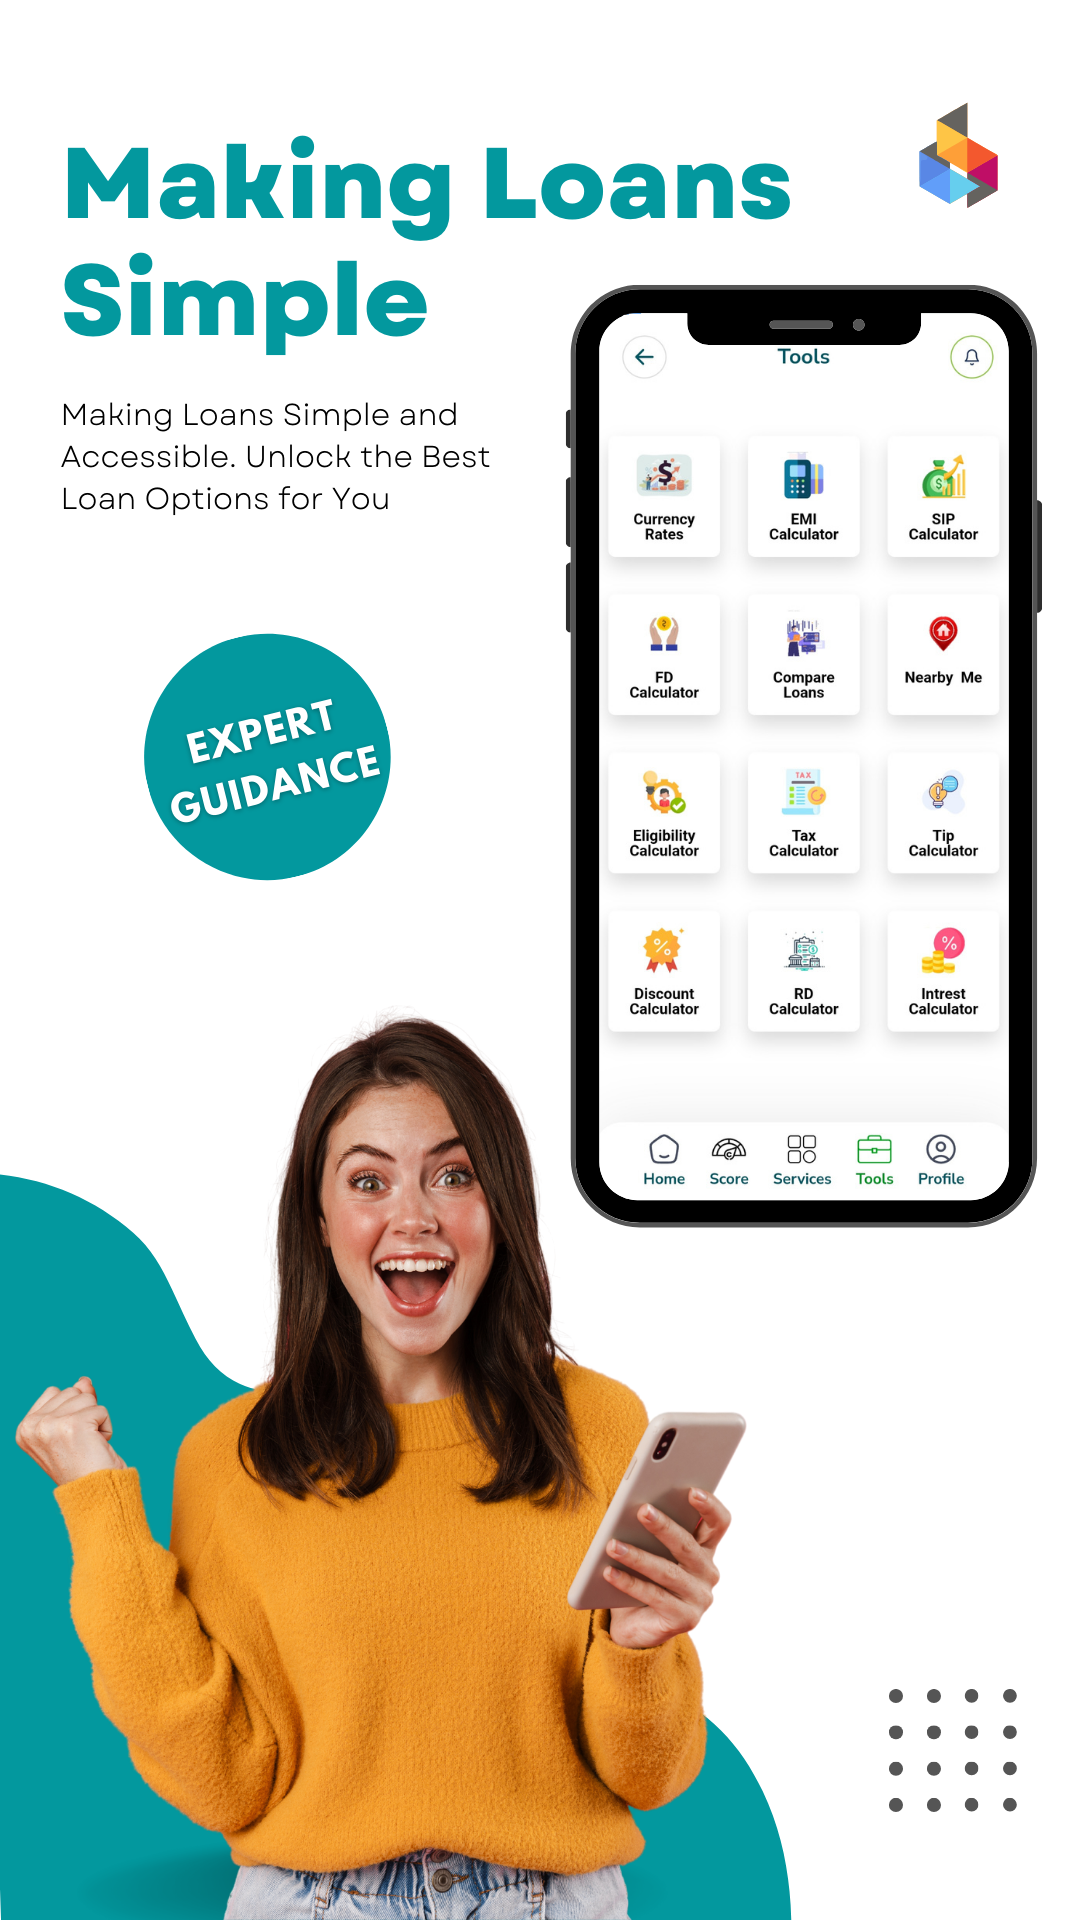 Making Loans
Simple
Making Loans Simple and
Accessible. Unlock the Best
Loan Options for You
EXPERT
GUIDANCE
Tools
Currency
Rates
EMI
Calculator
SIP
Calculator
FD
Calculator
Compare
Loans
Nearby Me
Eligibility
Calculator
TAX
Tax
Calculator
Tip
Calculator
Discount
Calculator
RD
Calculator
Intrest
Calculator
Home
Score
Services
Tools
Profile